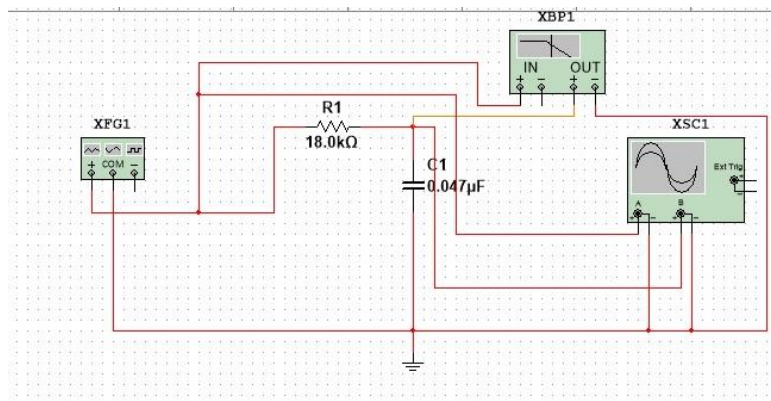 XBP1
IN OUT
+ - + -
XFG1
+ COM -
R1
18.0kΩ
C1
0.047μF
XSC1
Ext Trig
+
-
A B
+ - + -